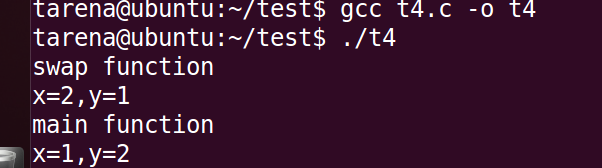 tarena@ubuntu:~/test$ gcc t4.c -o t4
tarena@ubuntu:~/test$ ./t4
swap function
x=2,y=1
main function
x=1,y=2